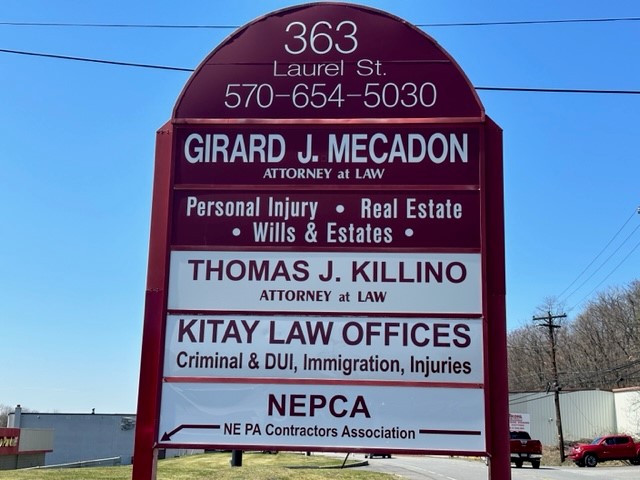 363
Laurel St.
570-654-5030
GIRARD J. MECADON
ATTORNEY at LAW
Personal Injury • Real Estate
• Wills & Estates •
THOMAS J. KILLINO
ATTORNEY at LAW
KITAY LAW OFFICES
Criminal & DUI, Immigration, Injuries
NEPCA
NE PA Contractors Association